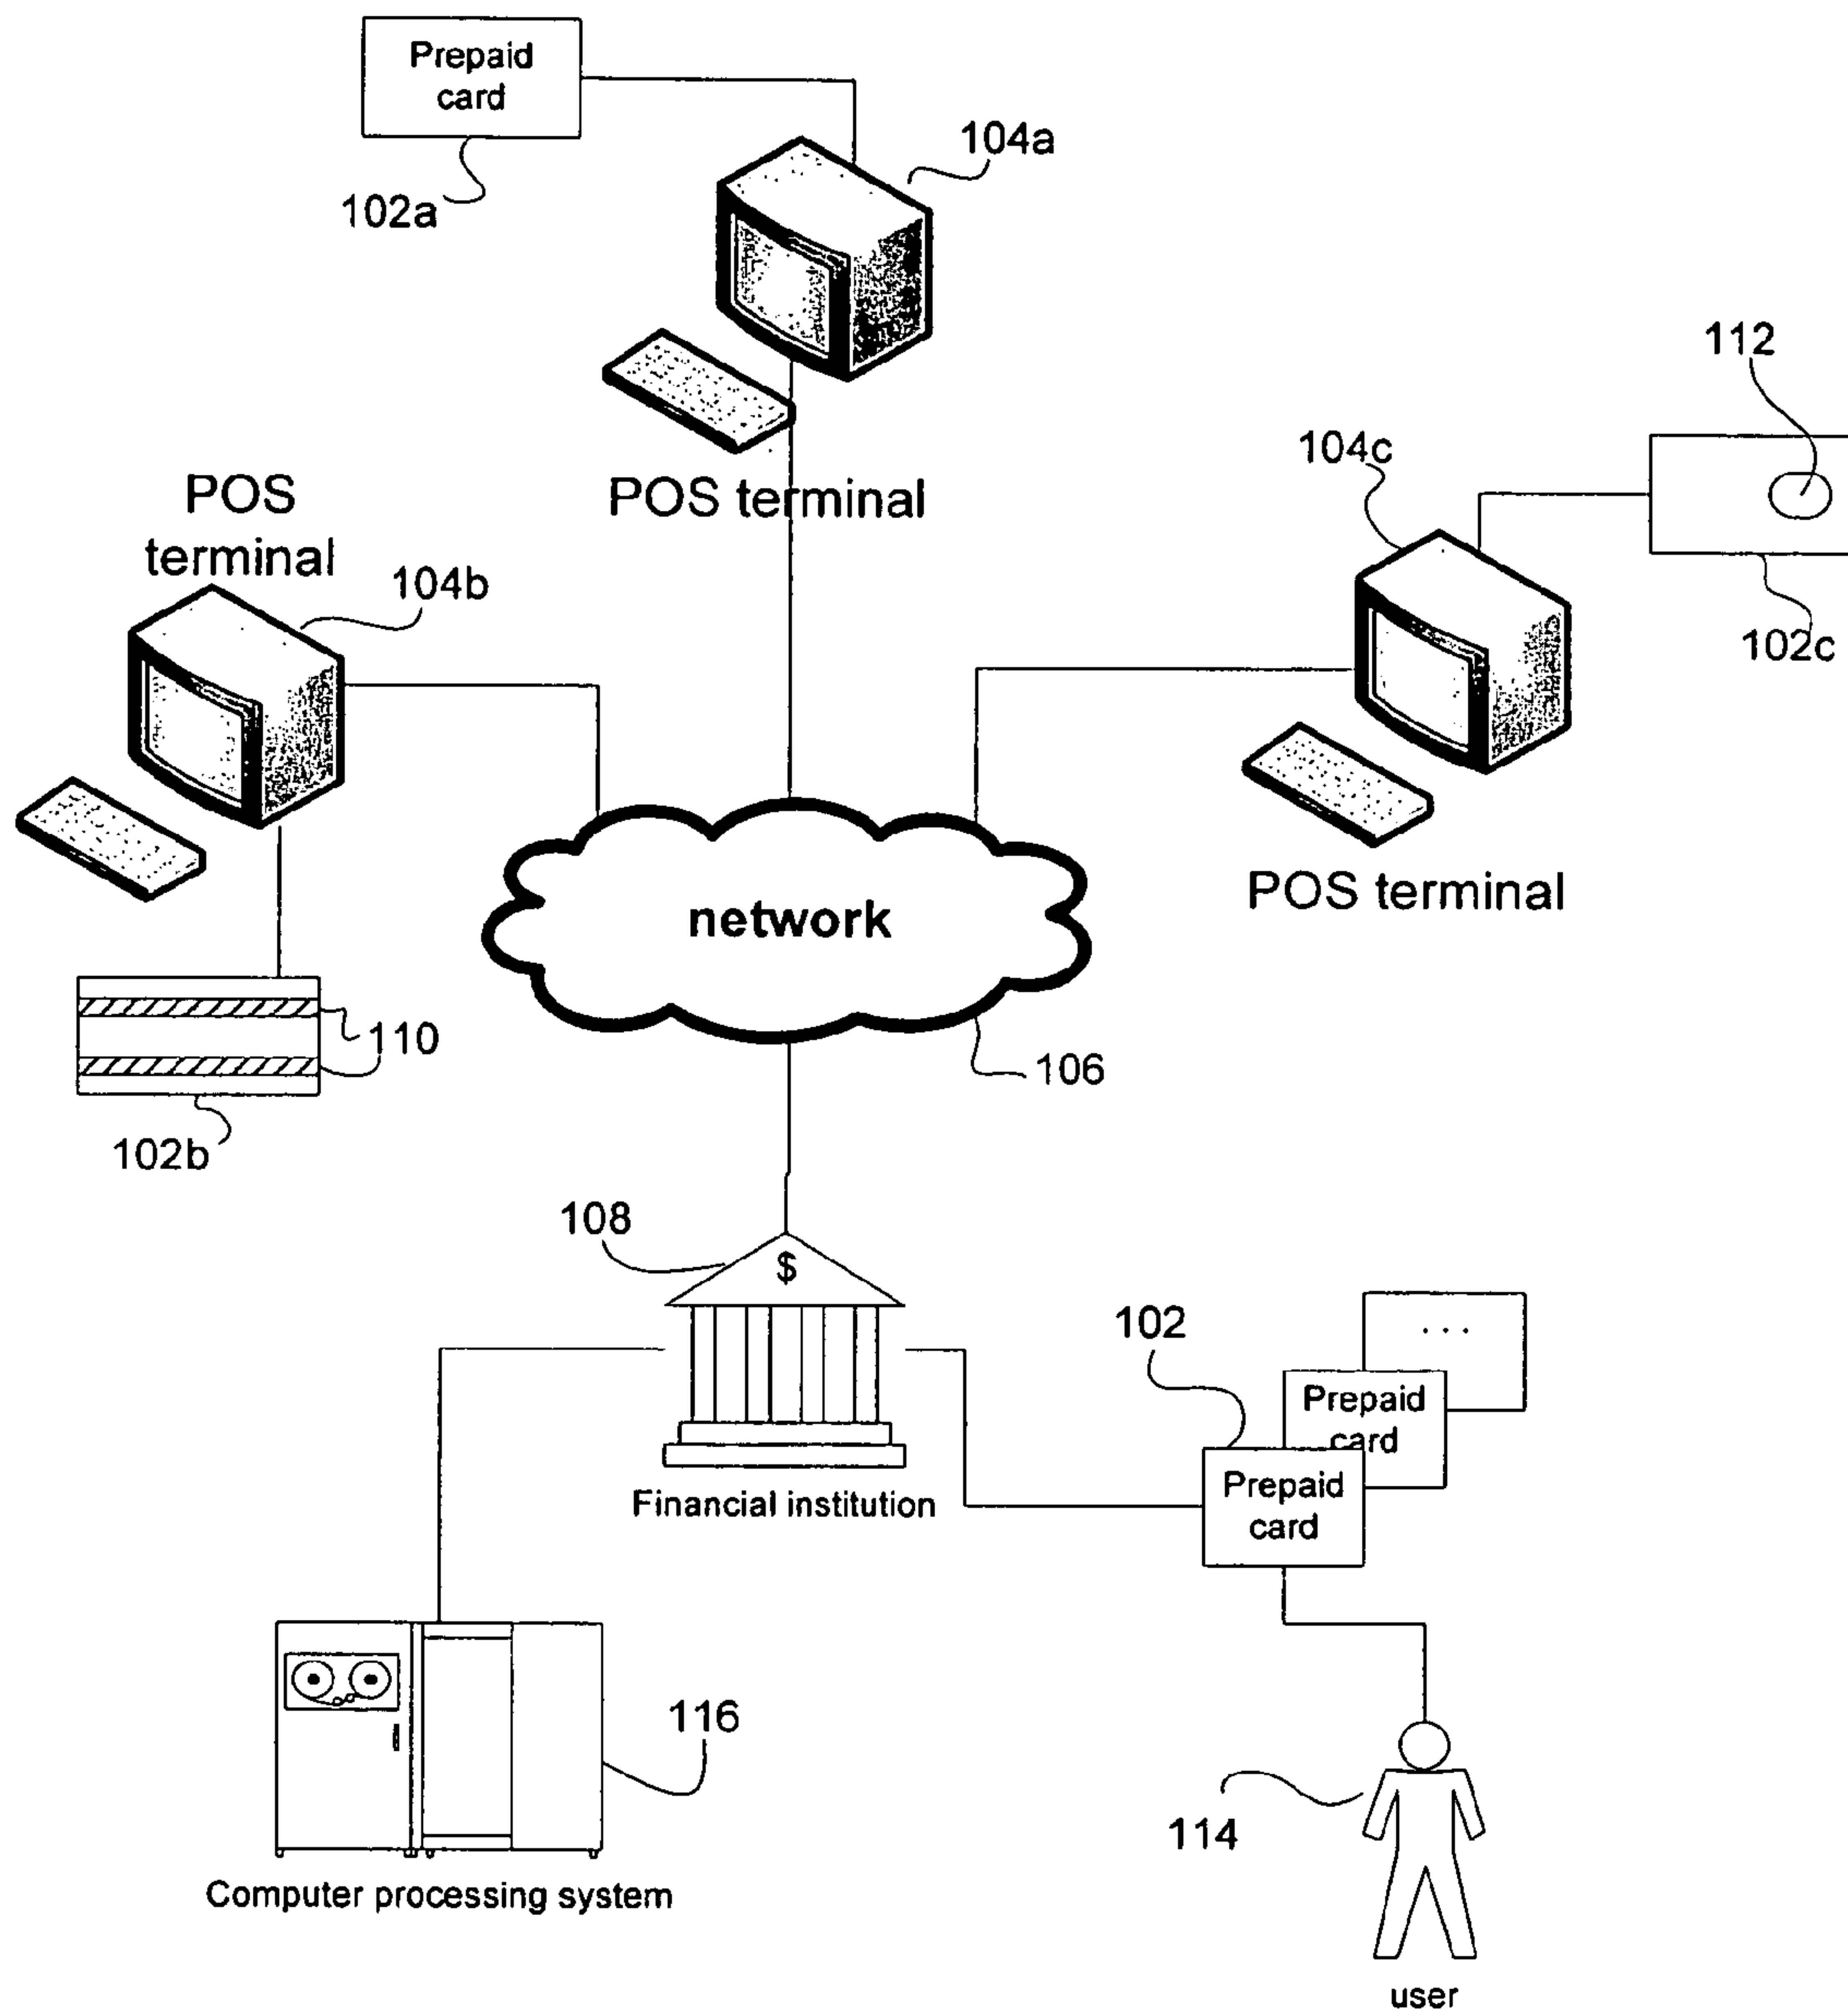 Prepaid
card
102a
104a
112
104c
POS
terminal
POS terminal
104b
102c
POS terminal
network
110
106
102b
108
$
102
...
Prepaid
card
Prepaid
card
Financial institution
116
114
Computer processing system
user